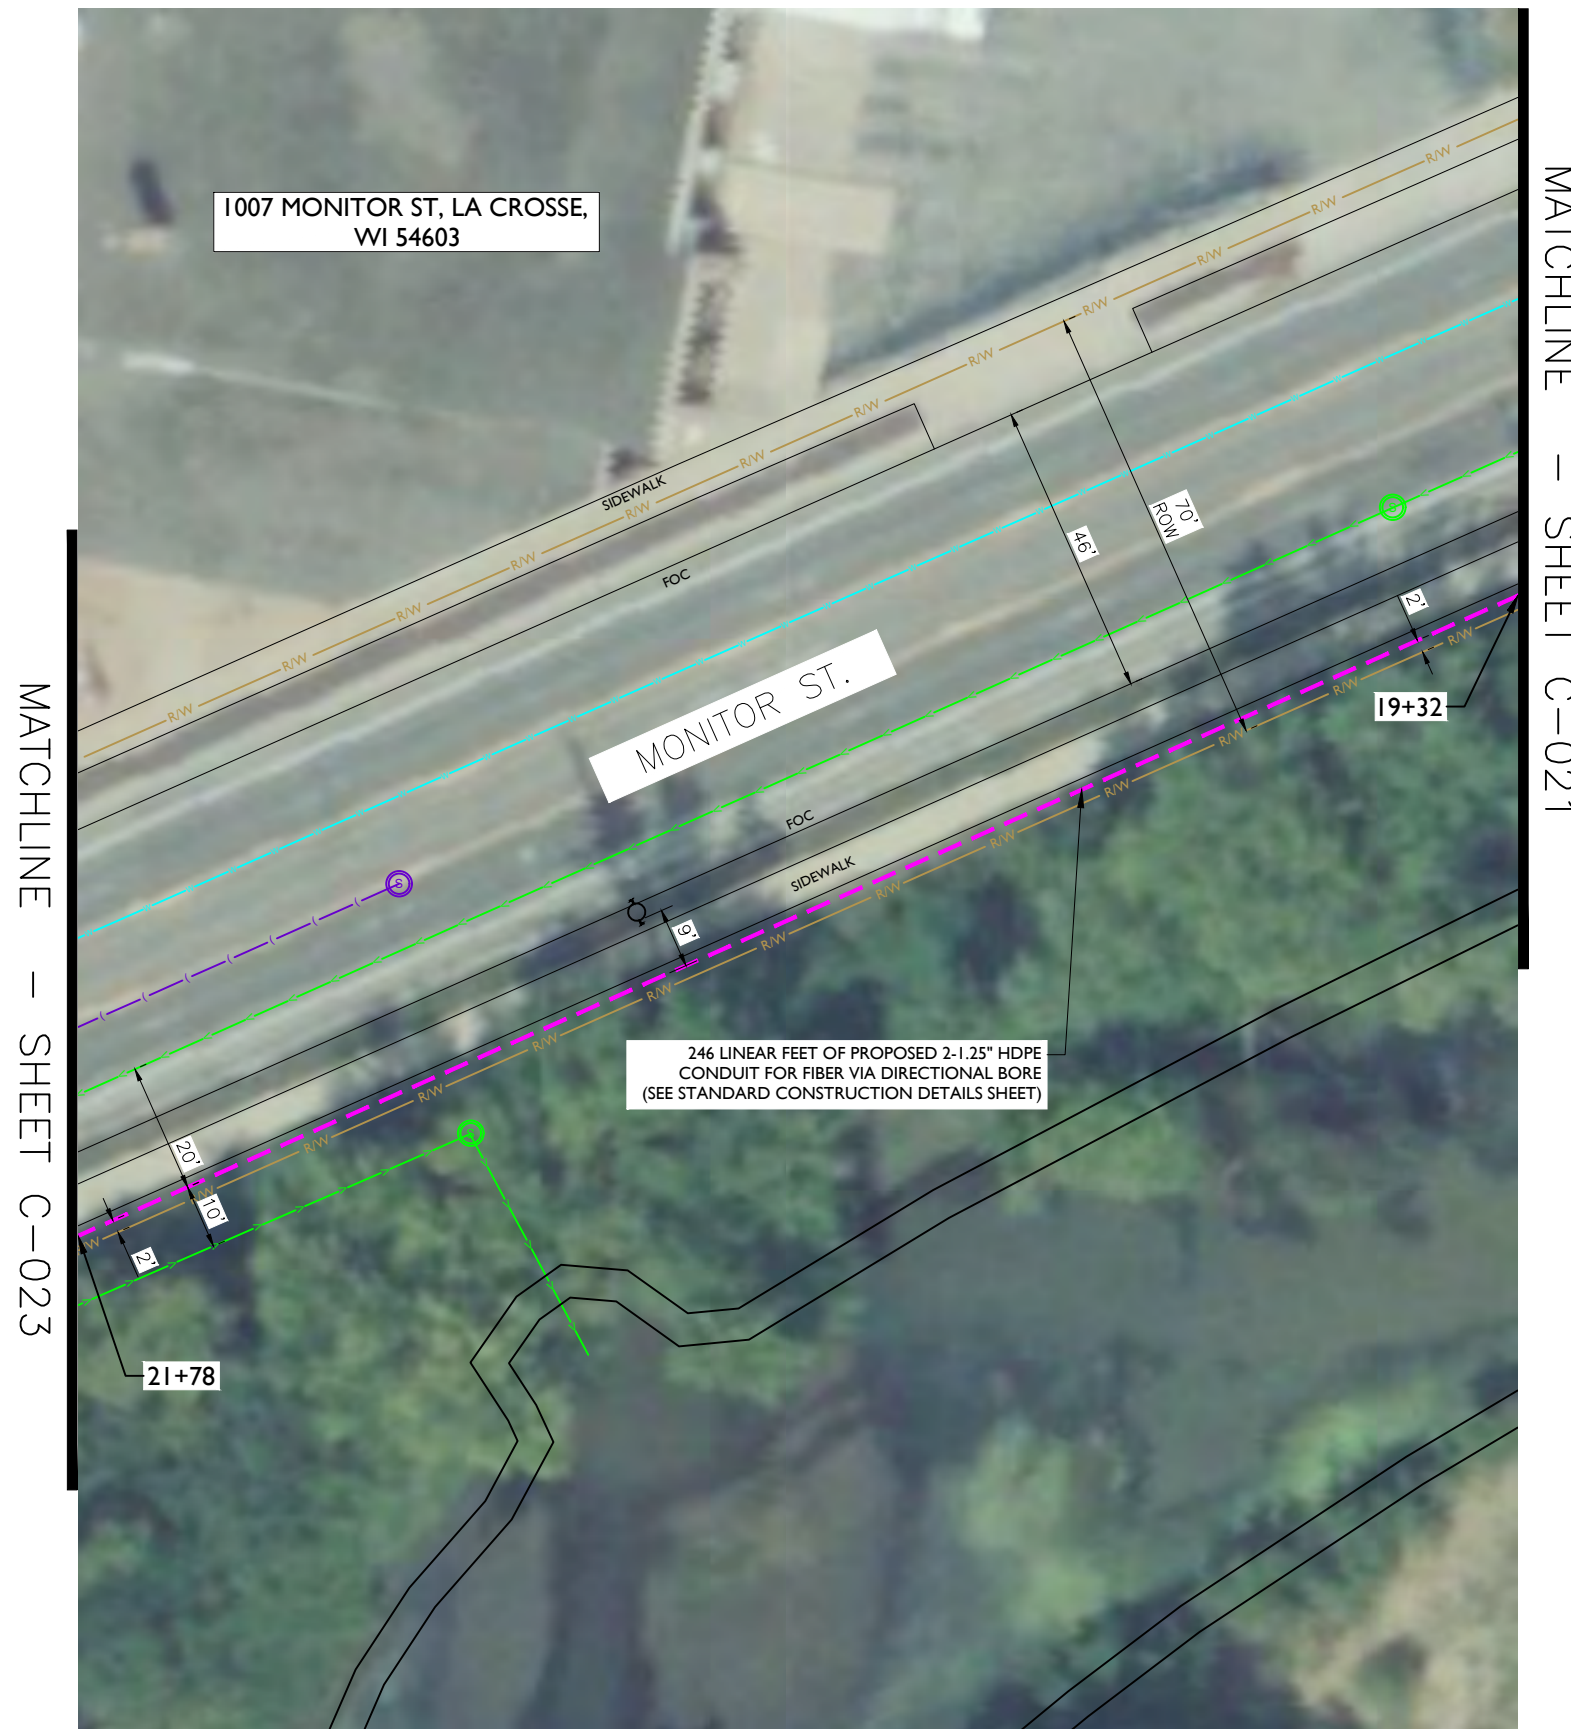 1007 MONITOR ST, LA CROSSE,
WI 54603
MATCHLINE — SHEET C-021
R/W
R/W
R/W
R/W
R/W
R/W
R/W
SIDEWALK
R/W
R/W
R/W
R/W
R/W
FOC
70'
ROW
46'
2'
R/W
19+32
R/W
R/W
R/W
R/W
R/W
R/W
R/W
R/W
R/W
R/W
R/W
/W
MONITOR ST.
FOC
SIDEWALK
S
9'
246 LINEAR FEET OF PROPOSED 2-1.25" HDPE
CONDUIT FOR FIBER VIA DIRECTIONAL BORE
(SEE STANDARD CONSTRUCTION DETAILS SHEET)
20'
10'
2'
21+78
MATCHLINE — SHEET C-023